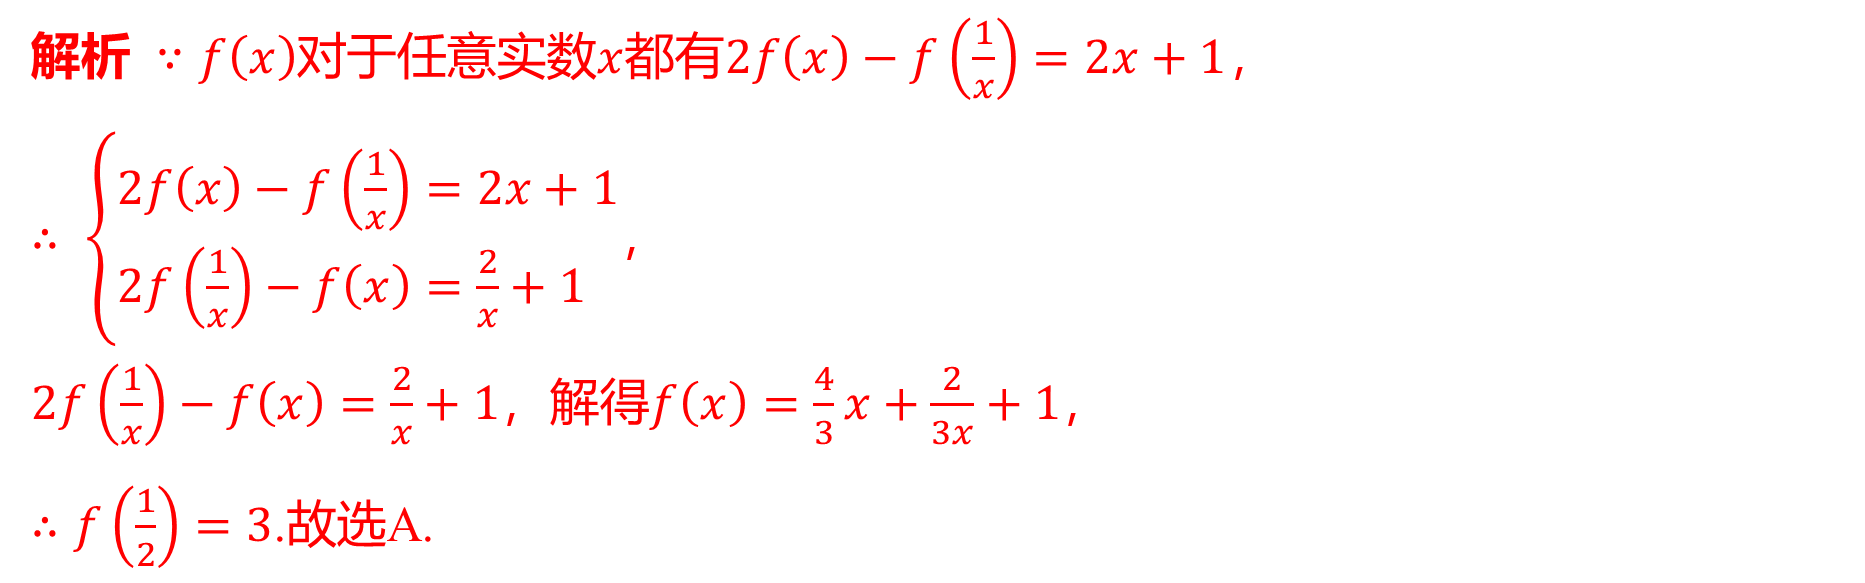 解析 ∵ f(x)对于任意实数x都有2f(x) − f(1/x) = 2x + 1,
∴ {2f(x) − f(1/x) = 2x + 1
2f(1/x) − f(x) = 2/x + 1,
2f(1/x) − f(x) = 2/x + 1, 解得f(x) = 4/3 x + 2/(3x) + 1,
∴ f(1/2) = 3.故选A.